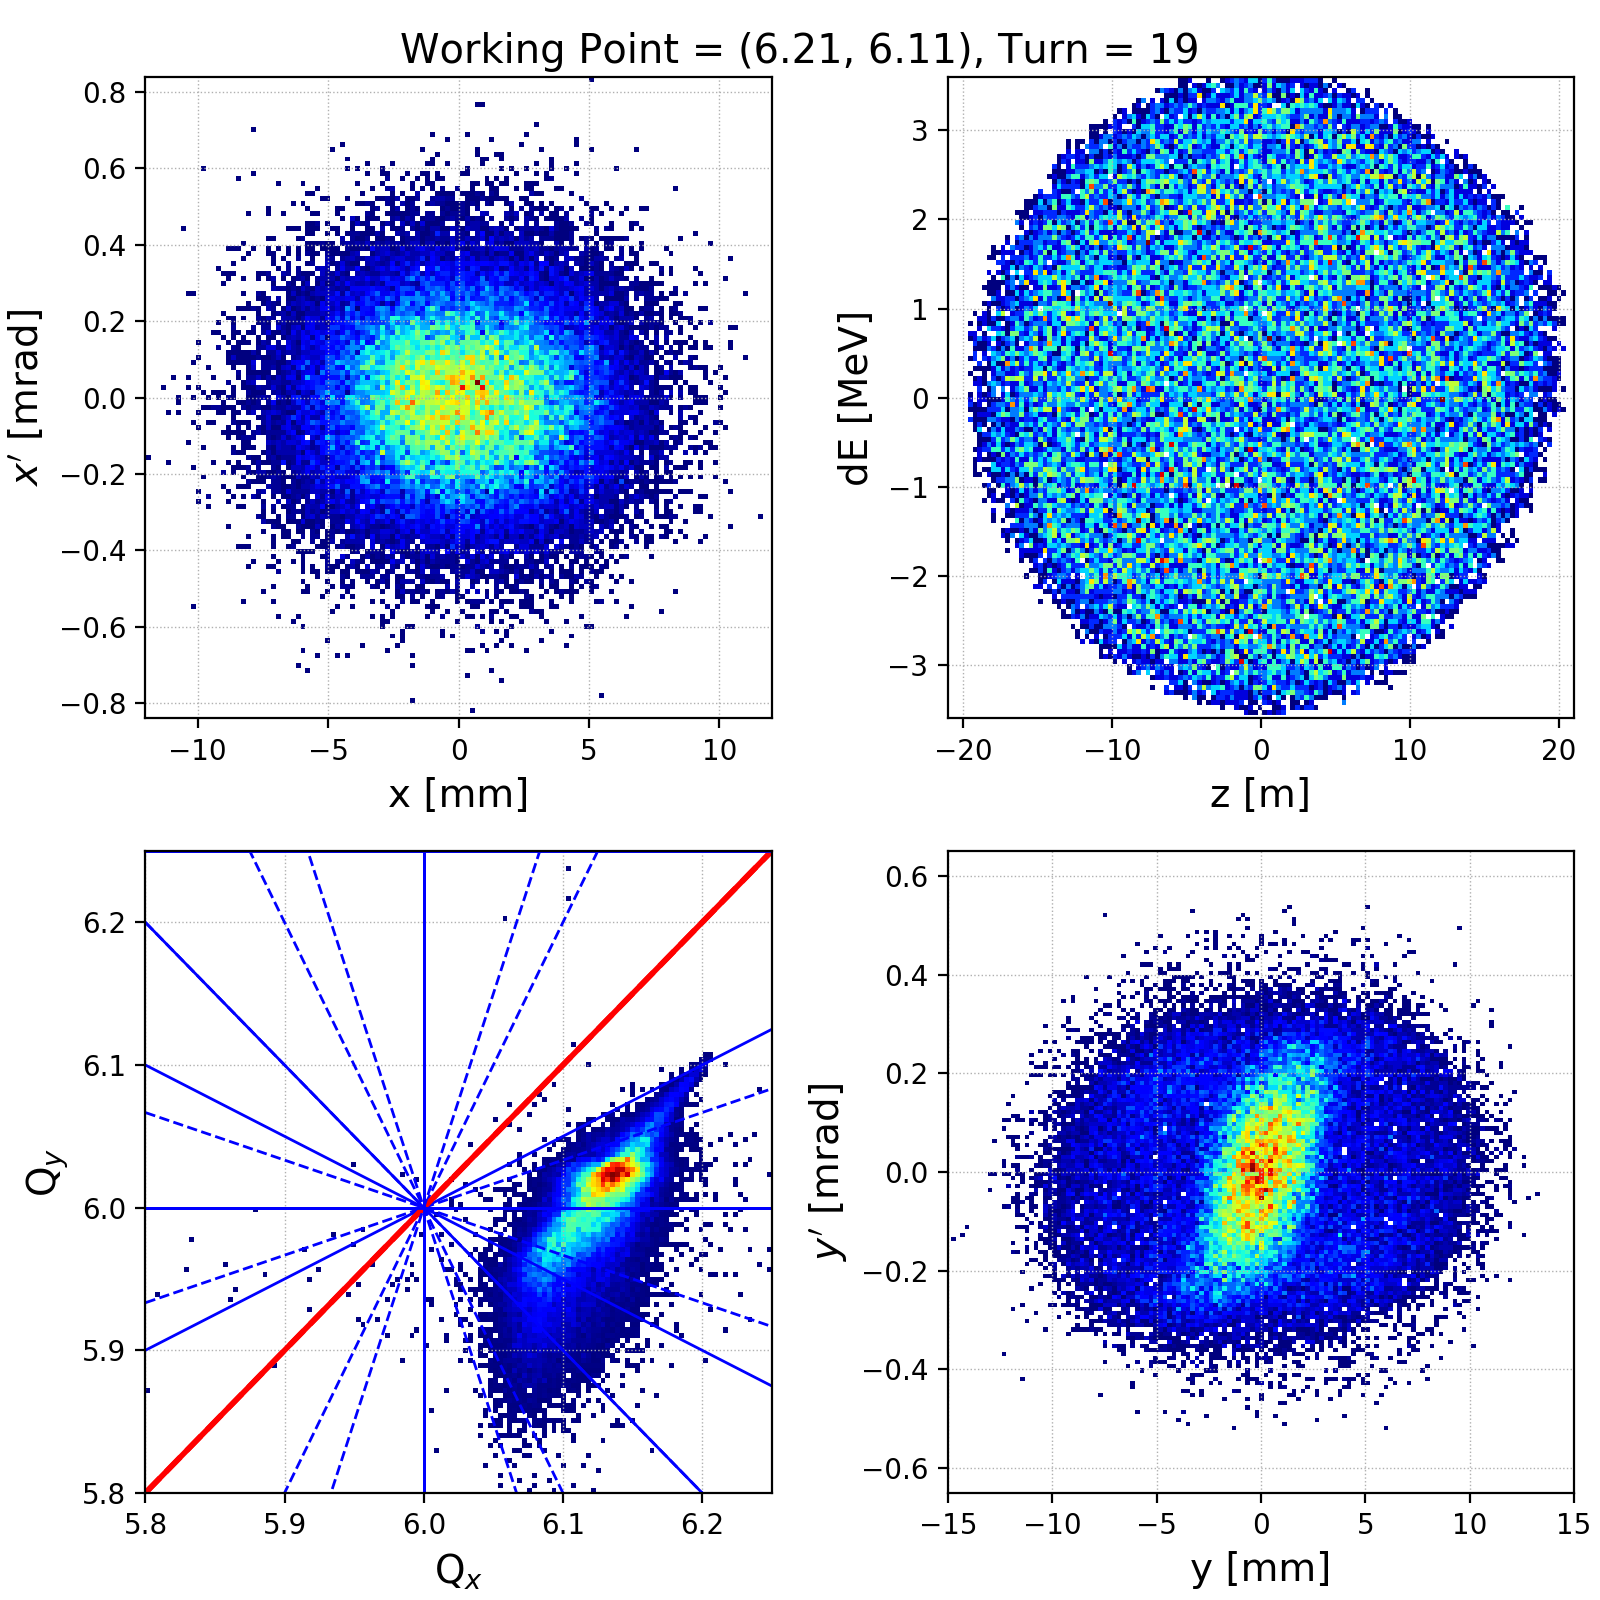 Working Point = (6.21, 6.11), Turn = 19
0.8
0.6
0.4
0.2
0.0
−0.2
−0.4
−0.6
−0.8
x′ [mrad]
−10 −5 0 5 10
x [mm]
3
2
1
0
−1
−2
−3
dE [MeV]
−20 −10 0 10 20
z [m]
6.2
6.1
6.0
5.9
5.8
Qy
5.8 5.9 6.0 6.1 6.2
Qx
0.6
0.4
0.2
0.0
−0.2
−0.4
−0.6
y′ [mrad]
−15 −10 −5 0 5 10 15
y [mm]